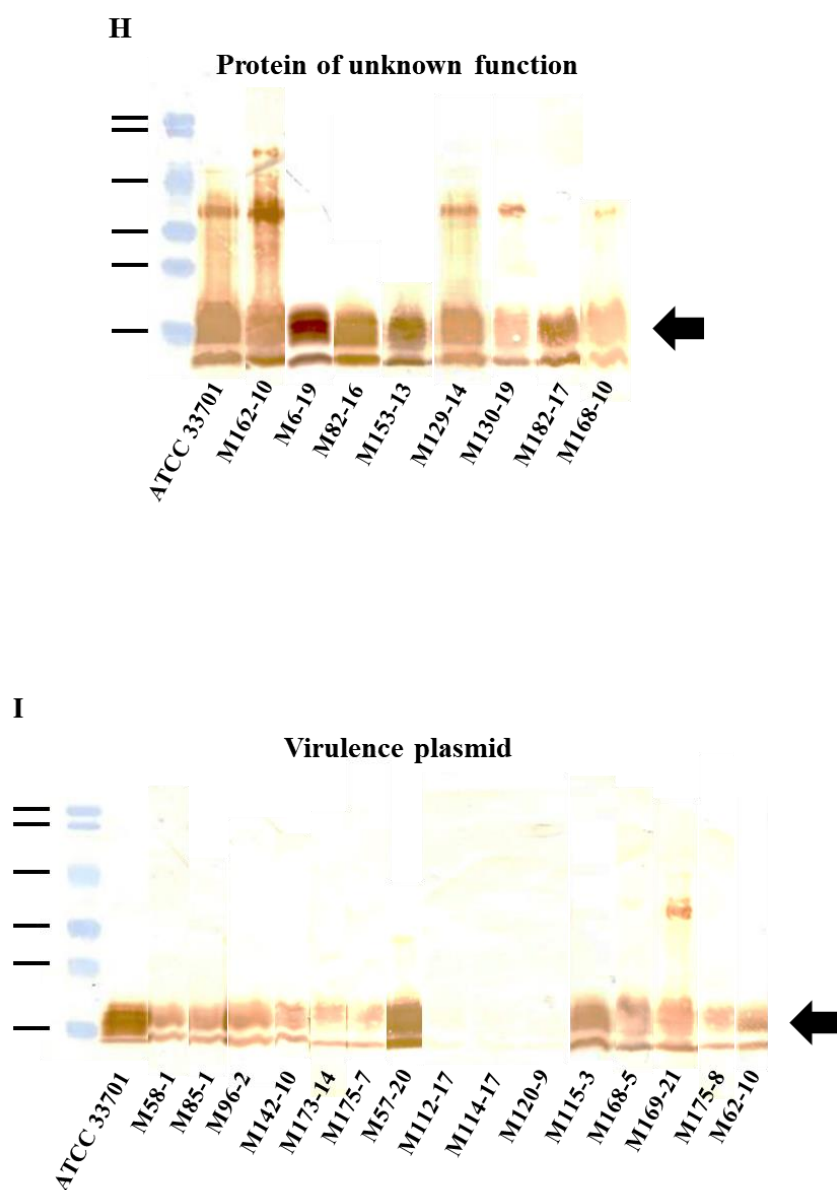 H
Protein of unknown function
ATCC 33701
M162-10
M6-19
M82-16
M153-13
M129-14
M130-19
M182-17
M168-10
I
Virulence plasmid
ATCC 33701
M58-1
M85-1
M96-2
M142-10
M173-14
M175-7
M57-20
M112-17
M114-17
M120-9
M115-3
M168-5
M169-21
M175-8
M62-10